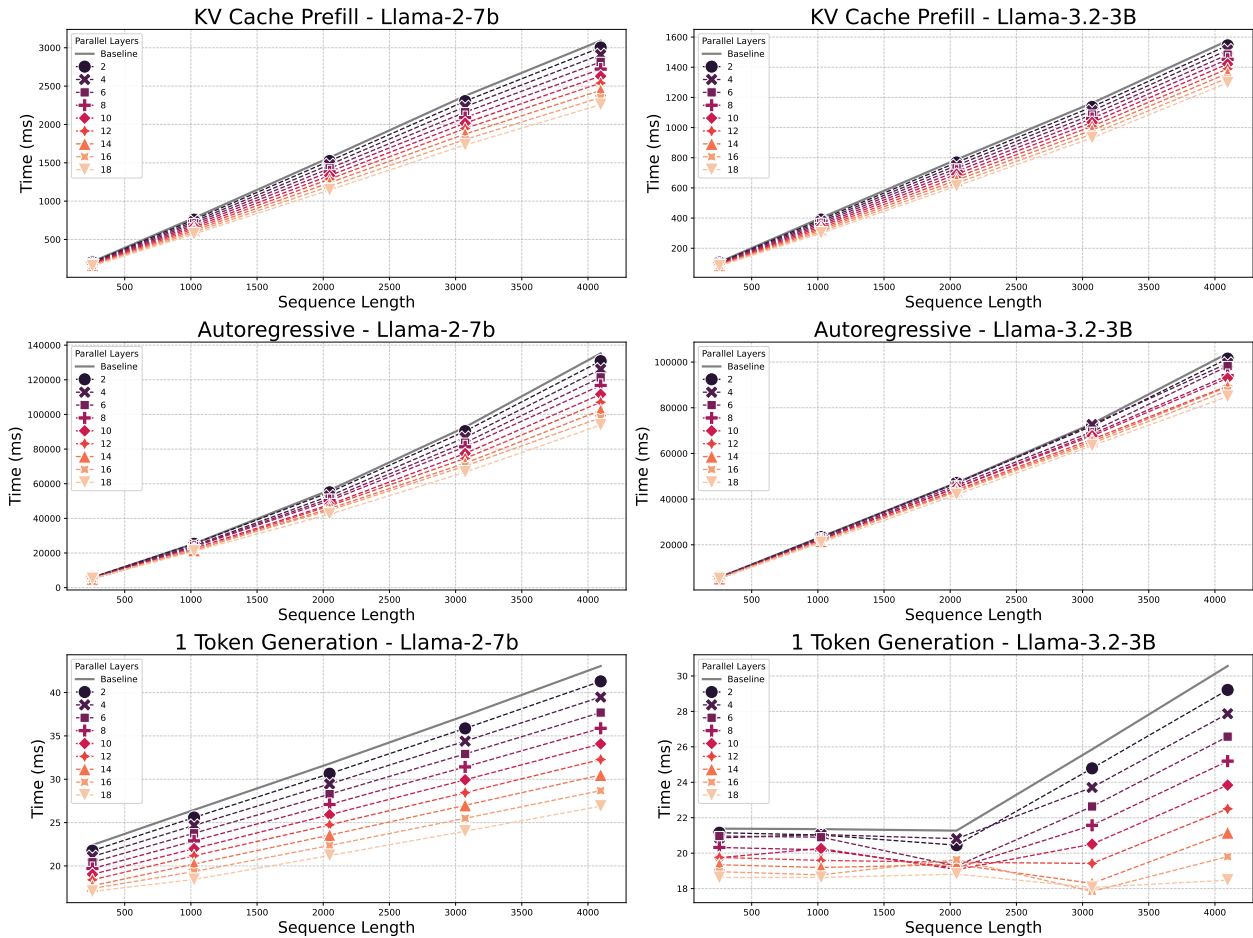 KV Cache Prefill - Llama-2-7b
Time (ms)
3000
2500
2000
1500
1000
500
Parallel Layers
Baseline
2
4
6
8
10
12
14
16
18
500 1000 1500 2000 2500 3000 3500 4000
Sequence Length
KV Cache Prefill - Llama-3.2-3B
Time (ms)
1600
1400
1200
1000
800
600
400
200
Parallel Layers
Baseline
2
4
6
8
10
12
14
16
18
500 1000 1500 2000 2500 3000 3500 4000
Sequence Length
Autoregressive - Llama-2-7b
Time (ms)
140000
120000
100000
80000
60000
40000
20000
0
Parallel Layers
Baseline
2
4
6
8
10
12
14
16
18
500 1000 1500 2000 2500 3000 3500 4000
Sequence Length
Autoregressive - Llama-3.2-3B
Time (ms)
100000
80000
60000
40000
20000
Parallel Layers
Baseline
2
4
6
8
10
12
14
16
18
500 1000 1500 2000 2500 3000 3500 4000
Sequence Length
1 Token Generation - Llama-2-7b
Time (ms)
40
35
30
25
20
Parallel Layers
Baseline
2
4
6
8
10
12
14
16
18
500 1000 1500 2000 2500 3000 3500 4000
Sequence Length
1 Token Generation - Llama-3.2-3B
Time (ms)
30
28
26
24
22
20
18
Parallel Layers
Baseline
2
4
6
8
10
12
14
16
18
500 1000 1500 2000 2500 3000 3500 4000
Sequence Length